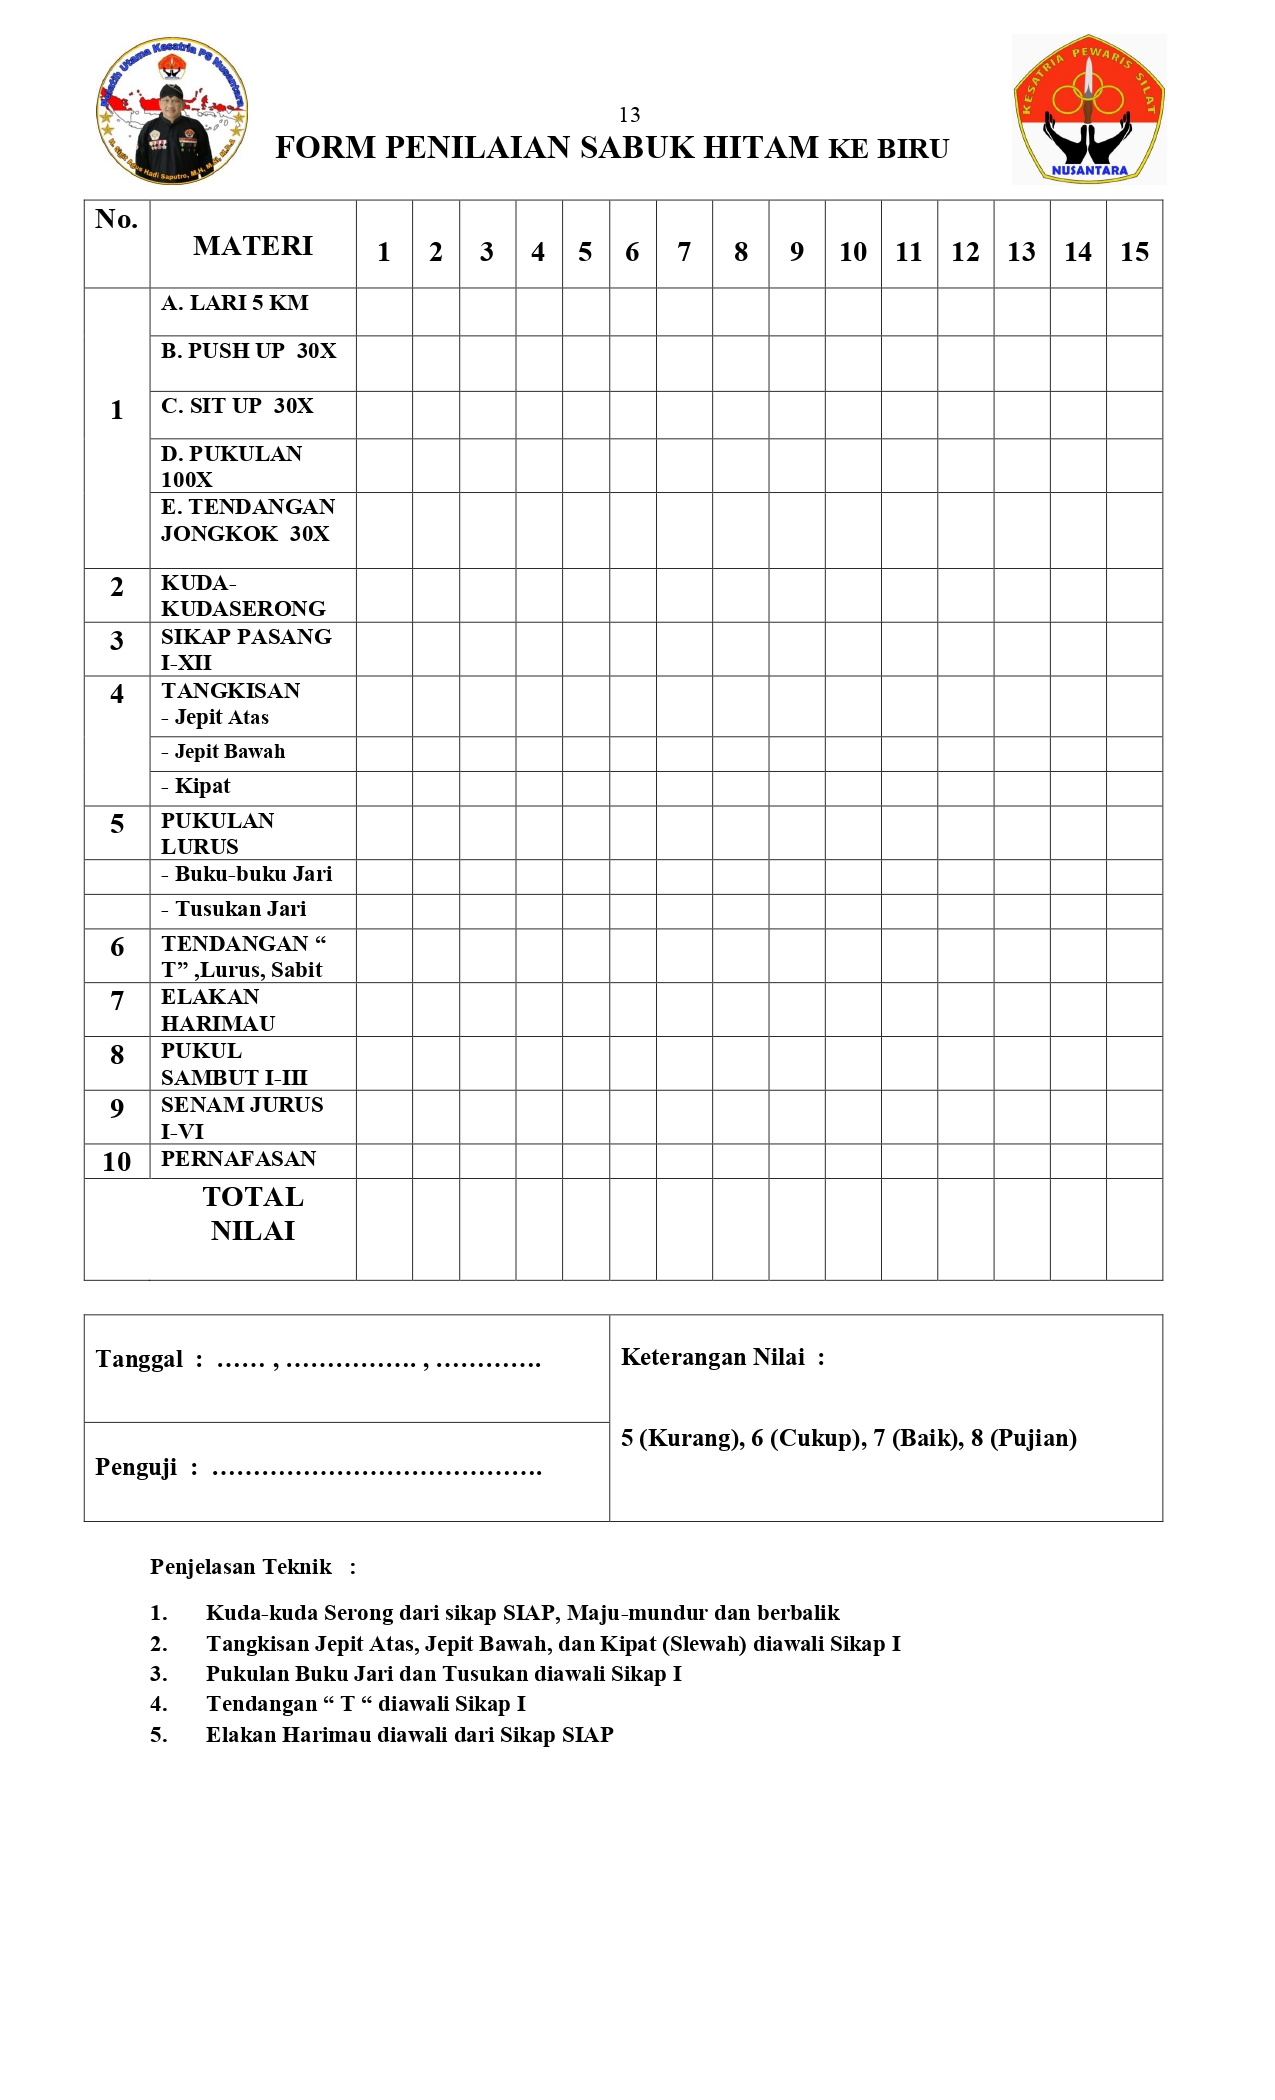 Pelatih Utama Kesatria PS Nusantara
KESATRIA PEWARIS SILAT
NUSANTARA
13
FORM PENILAIAN SABUK HITAM KE BIRU
No. MATERI 1 2 3 4 5 6 7 8 9 10 11 12 13 14 15
1
A. LARI 5 KM
B. PUSH UP 30X
C. SIT UP 30X
D. PUKULAN
100X
E. TENDANGAN
JONGKOK 30X
2 KUDA-
KUDASERONG
3 SIKAP PASANG
I-XII
4 TANGKISAN
- Jepit Atas
- Jepit Bawah
- Kipat
5 PUKULAN
LURUS
- Buku-buku Jari
- Tusukan Jari
6 TENDANGAN “
T” ,Lurus, Sabit
7 ELAKAN
HARIMAU
8 PUKUL
SAMBUT I-III
9 SENAM JURUS
I-VI
10 PERNAFASAN
TOTAL
NILAI
Tanggal : …… , ……………. , ………….
Penguji : ………………………………….
Keterangan Nilai :
5 (Kurang), 6 (Cukup), 7 (Baik), 8 (Pujian)
Penjelasan Teknik :
1. Kuda-kuda Serong dari sikap SIAP, Maju-mundur dan berbalik
2. Tangkisan Jepit Atas, Jepit Bawah, dan Kipat (Slewah) diawali Sikap I
3. Pukulan Buku Jari dan Tusukan diawali Sikap I
4. Tendangan “ T “ diawali Sikap I
5. Elakan Harimau diawali dari Sikap SIAP